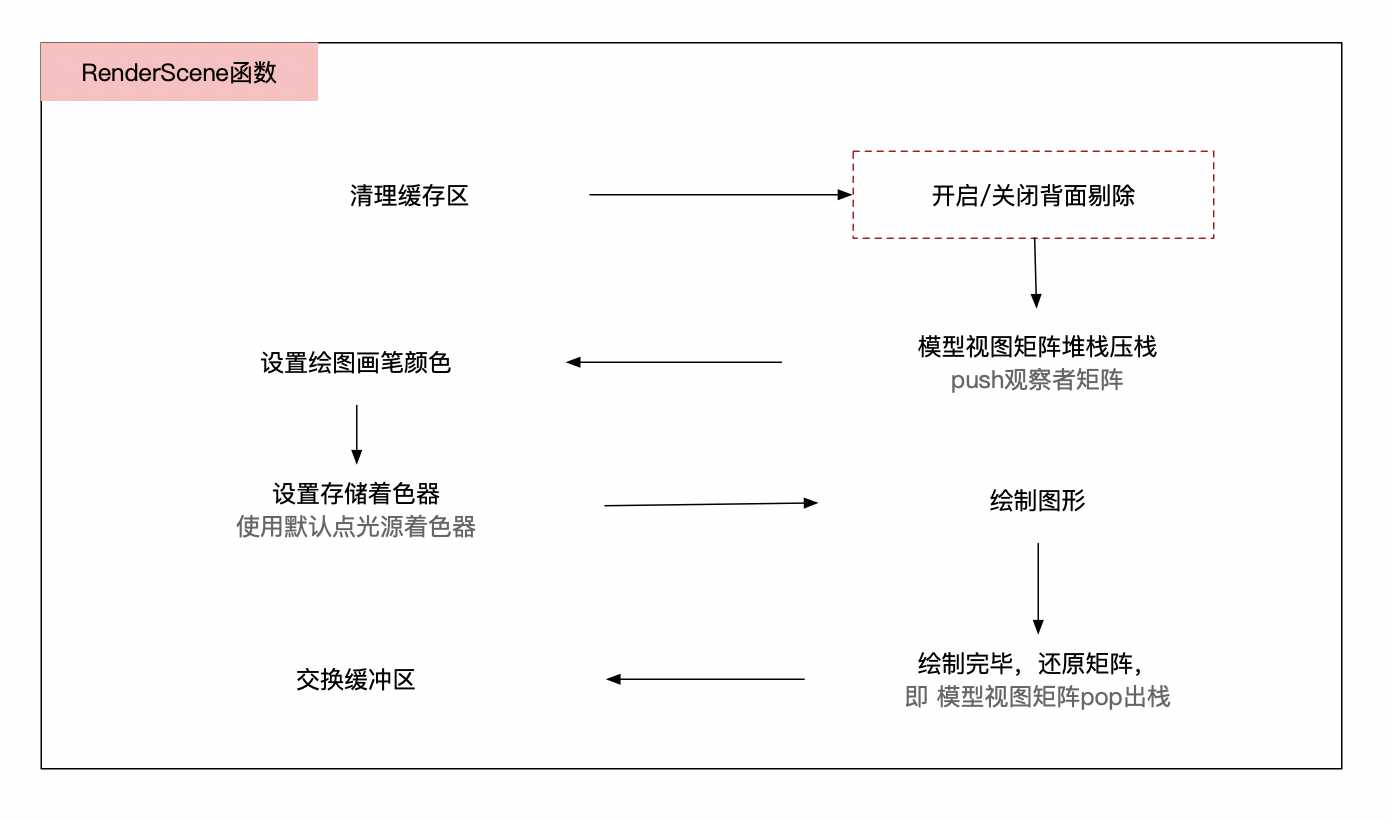 RenderScene函数
清理缓存区
开启/关闭背面剔除
模型视图矩阵堆栈压栈
push观察者矩阵
设置绘图画笔颜色
设置存储着色器
使用默认点光源着色器
绘制图形
绘制完毕，还原矩阵，
即 模型视图矩阵pop出栈
交换缓冲区